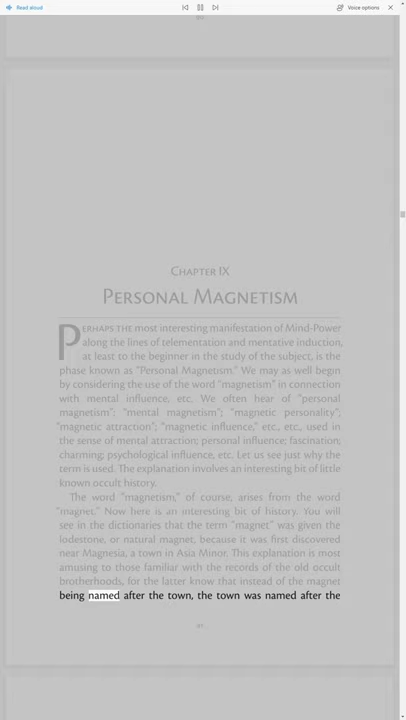 Read aloud
Voice options
CHAPTER IX
PERSONAL MAGNETISM
PERHAPS THE most interesting manifestation of Mind-Power
along the lines of telementation and mentative induction,
at least to the beginner in the study of the subject, is the
phase known as "Personal Magnetism." We may as well begin
by considering the use of the word "magnetism" in connection
with mental influence, etc. We often hear of "personal
magnetism"; "mental magnetism"; "magnetic personality";
"magnetic attraction"; "magnetic influence," etc., etc., used in
the sense of mental attraction; personal influence; fascination;
charming; psychological influence, etc. Let us see just why the
term is used. The explanation involves an interesting bit of little
known occult history.
The word "magnetism," of course, arises from the word
"magnet." Now here is an interesting bit of history. You will
see in the dictionaries that the term "magnet" was given the
lodestone, or natural magnet, because it was first discovered
near Magnesia, a town in Asia Minor. This explanation is most
amusing to those familiar with the records of the old occult
brotherhoods, for the latter know that instead of the magnet
being named after the town, the town was named after the